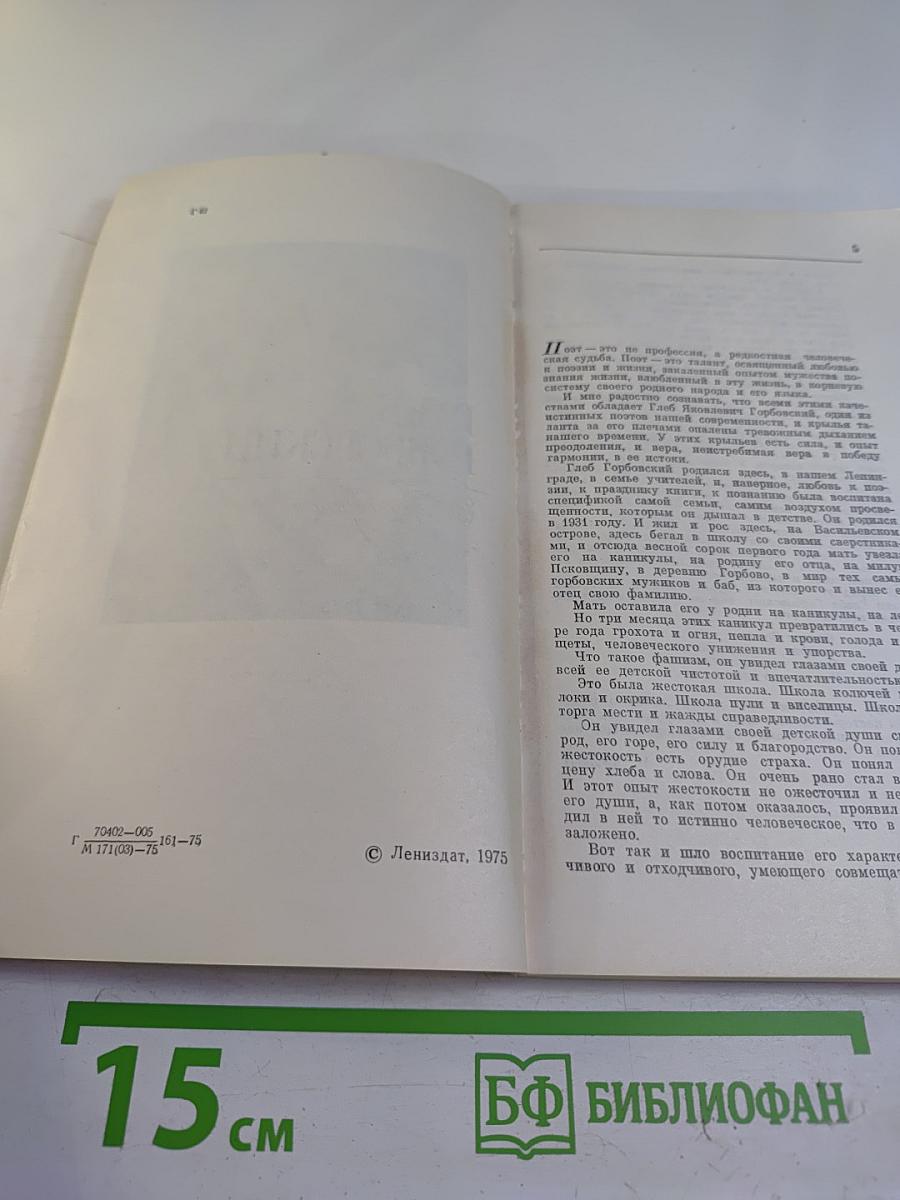 5
Поэт — это не профессия, а редкостная человече-
ская судьба. Поэт — это талант, освященный любовью
к поэзии и жизни, закаленный опытом мужества по-
знания жизни, влюбленный в эту жизнь, в корневую
систему своего родного народа и его языка.
И мне радостно сознавать, что всеми этими каче-
ствами обладает Глеб Яковлевич Горбовский, один из
истинных поэтов нашей современности, и крылья та-
ланта за его плечами опалены тревожным дыханием
нашего времени. У этих крыльев есть сила, и опыт
преодоления, и вера, неистребимая вера в победу
гармонии, в ее истоки.
Глеб Горбовский родился здесь, в нашем Ленин-
граде, в семье учителей, и, наверное, любовь к поэ-
зии, к празднику книги, к познанию была воспитана
спецификой самой семьи, самим воздухом просве-
щенности, которым он дышал в детстве. Он родился
в 1931 году. И жил и рос здесь, на Васильевском
острове, здесь бегал в школу со своими сверстника-
ми, и отсюда весной сорок первого года мать увезла
его на каникулы, на родину его отца, на милу
Псковщину, в деревню Горбово, в мир тех самы
горбовских мужиков и баб, из которого и вынес е
отец свою фамилию.
Мать оставила его у родни на каникулы, на ле
Но три месяца этих каникул превратились в че
ре года грохота и огня, пепла и крови, голода и
щеты, человеческого унижения и упорства.
Что такое фашизм, он увидел глазами своей д
всей ее детской чистотой и впечатлительностью
Это была жестокая школа. Школа колючей
локи и окрика. Школа пули и виселицы. Школ
торга мести и жажды справедливости.
Он увидел глазами своей детской души с
род, его горе, его силу и благородство. Он пон
жестокость есть орудие страха. Он понял
цену хлеба и слова. Он очень рано стал в
И этот опыт жестокости не ожесточил и не
его души, а, как потом оказалось, проявил
дил в ней то истинно человеческое, что в
заложено.
Вот так и шло воспитание его характе
чивого и отходчивого, умеющего совмещат
Г 70402—005 161—75
М 171(03)—75
© Лениздат, 1975
15 см
БФ БИБЛИОФАН